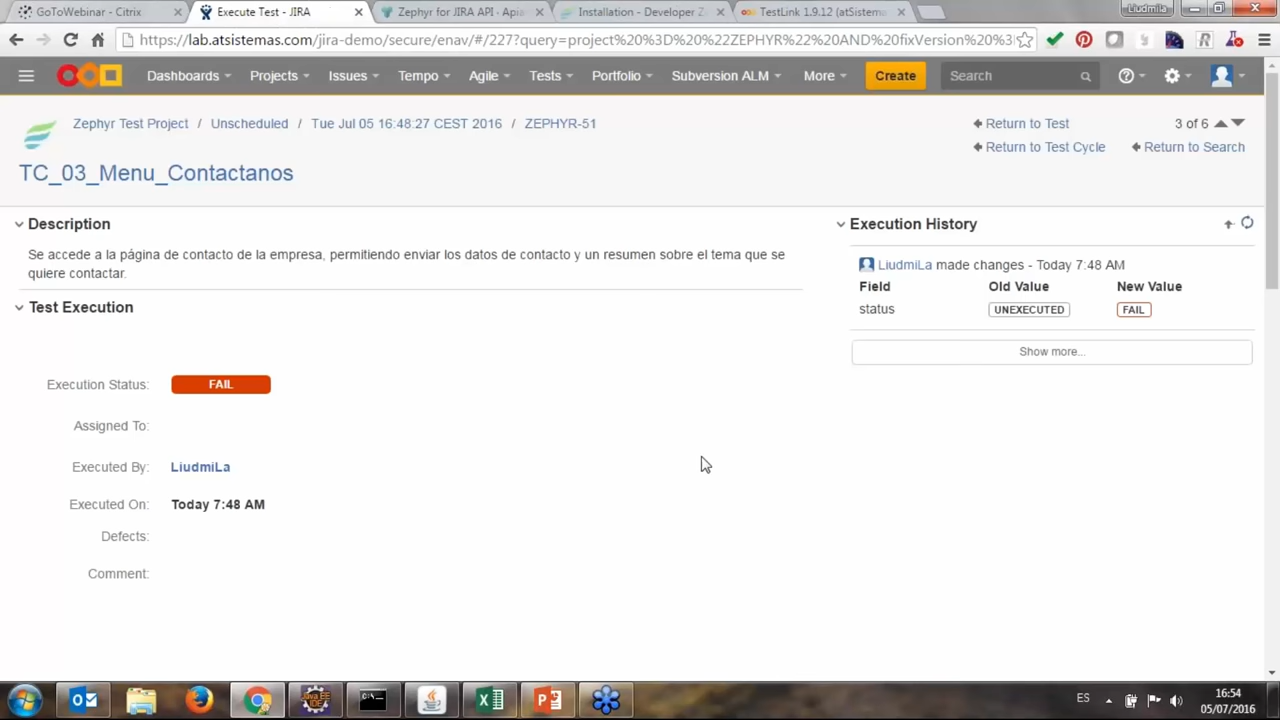 GoToWebinar - Citrix
Execute Test - JIRA
Zephyr for JIRA API · Apia
Installation - Developer Z
TestLink 1.9.12 (atSistema
Liudmila
https://lab.atsistemas.com/jira-demo/secure/enav/#/227?query=project%20%3D%20%22ZEPHYR%22%20AND%20fixVersion%20%3
Dashboards
Projects
Issues
Tempo
Agile
Tests
Portfolio
Subversion ALM
More
Create
Search
Zephyr Test Project / Unscheduled / Tue Jul 05 16:48:27 CEST 2016 / ZEPHYR-51
Return to Test
3 of 6
Return to Test Cycle
Return to Search
TC_03_Menu_Contactanos
Description
Se accede a la página de contacto de la empresa, permitiendo enviar los datos de contacto y un resumen sobre el tema que se
quiere contactar.
Test Execution
Execution Status: FAIL
Assigned To:
Executed By: LiudmiLa
Executed On: Today 7:48 AM
Defects:
Comment:
Execution History
LiudmiLa made changes - Today 7:48 AM
Field Old Value New Value
status UNEXECUTED FAIL
Show more...
Java EE
IDE
ES
16:54
05/07/2016